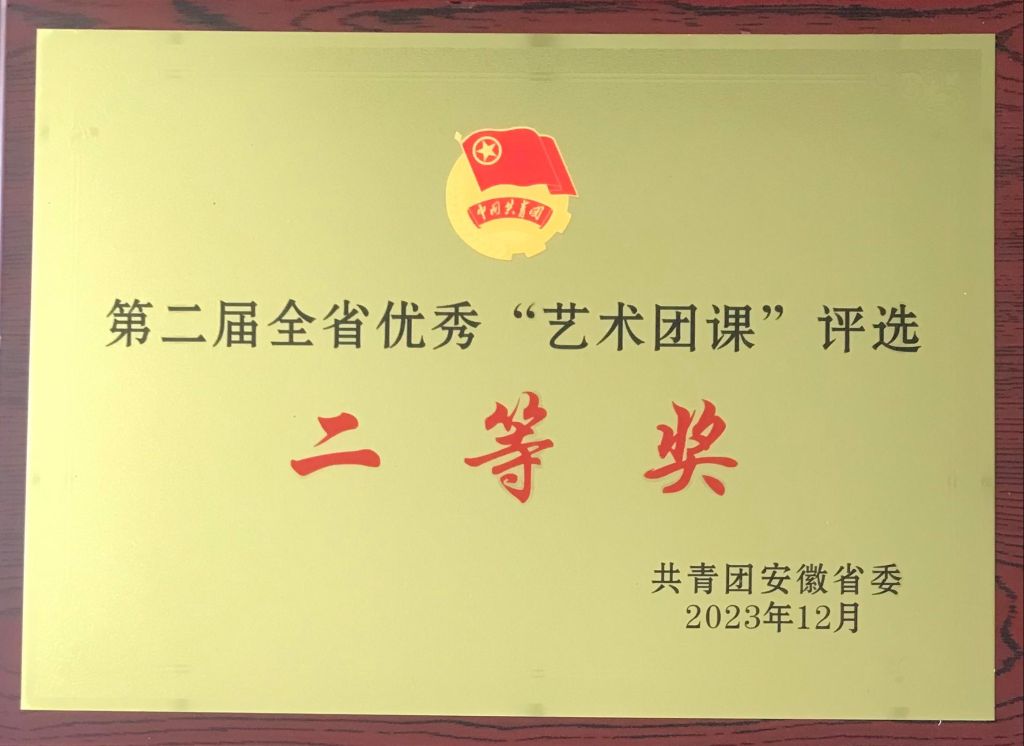 中国共青团
第二届全省优秀“艺术团课”评选
二等奖
共青团安徽省委
2023年12月